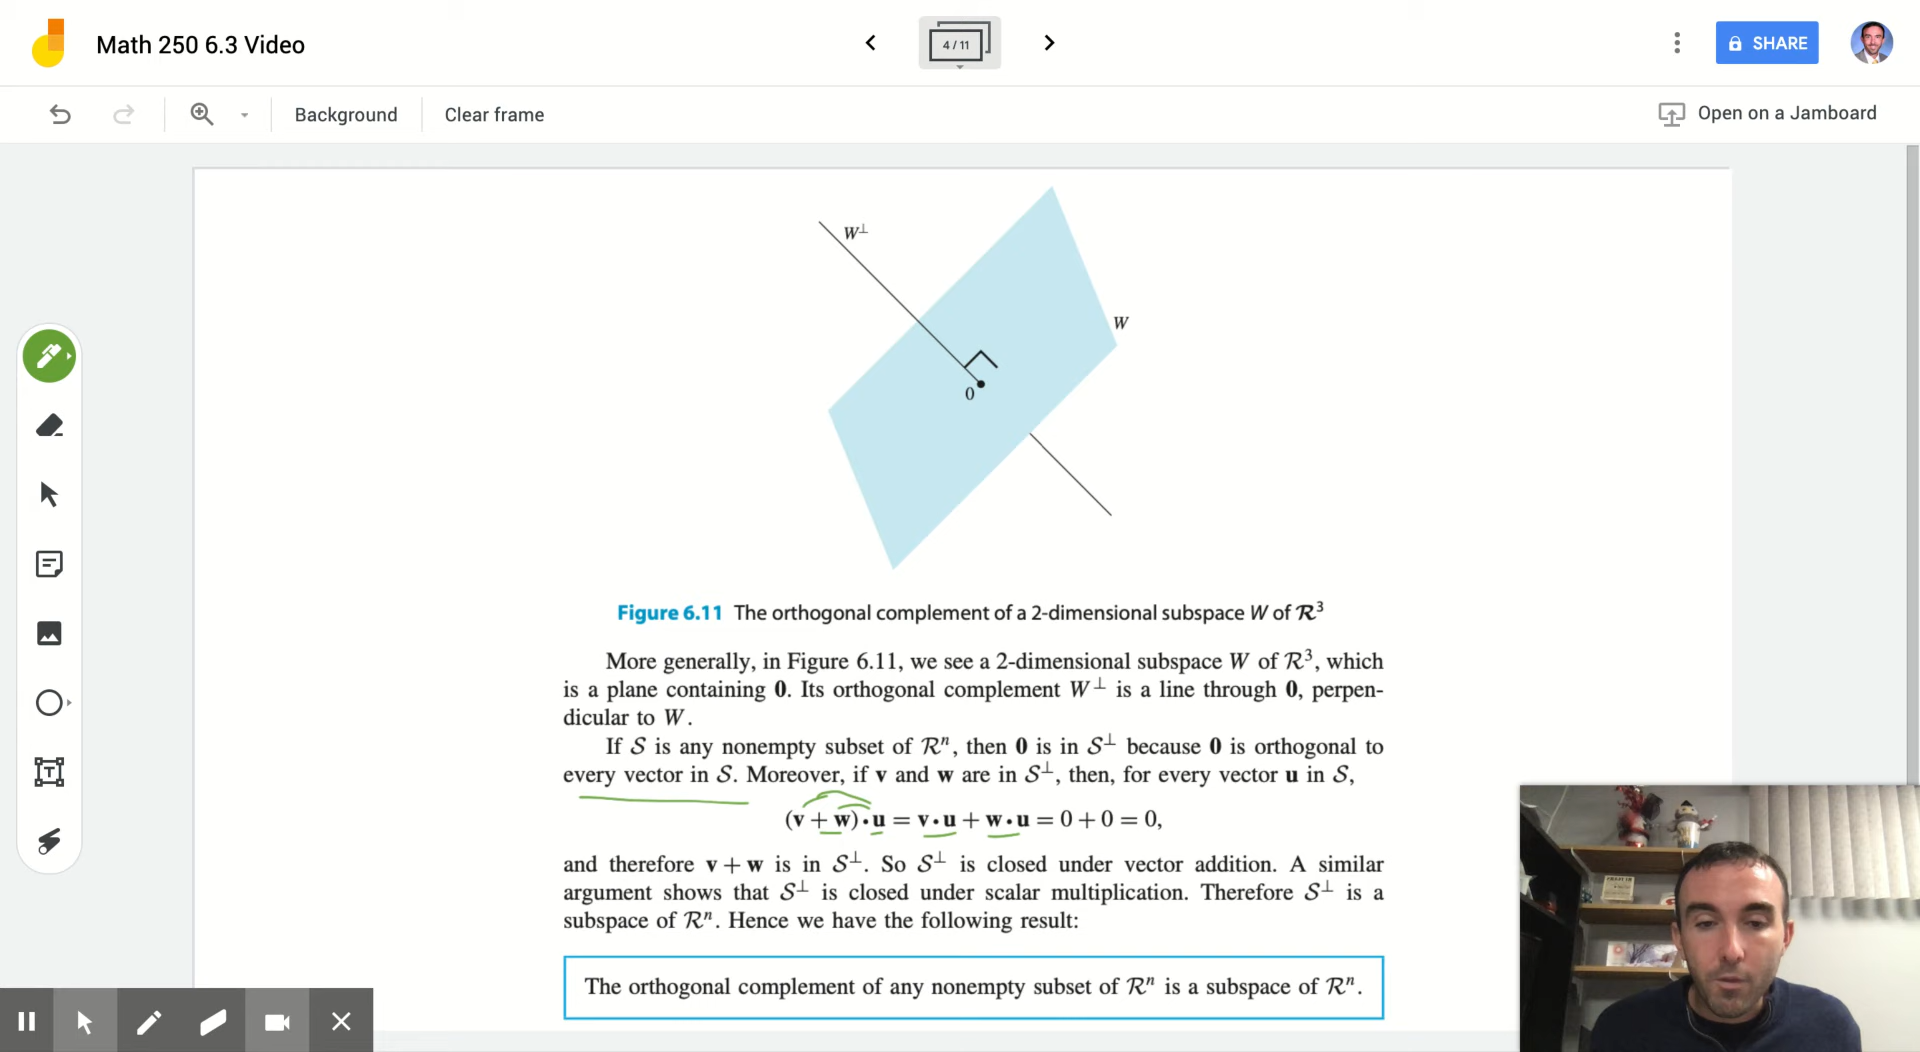 Math 250 6.3 Video
4 / 11
SHARE
Background
Clear frame
Open on a Jamboard
W⊥
W
0
Figure 6.11 The orthogonal complement of a 2-dimensional subspace W of ℛ³
More generally, in Figure 6.11, we see a 2-dimensional subspace W of ℛ³, which
is a plane containing 0. Its orthogonal complement W⊥ is a line through 0, perpen-
dicular to W.
If 𝒮 is any nonempty subset of ℛⁿ, then 0 is in 𝒮⊥ because 0 is orthogonal to
every vector in 𝒮. Moreover, if v and w are in 𝒮⊥, then, for every vector u in 𝒮,
(v + w) • u = v • u + w • u = 0 + 0 = 0,
and therefore v + w is in 𝒮⊥. So 𝒮⊥ is closed under vector addition. A similar
argument shows that 𝒮⊥ is closed under scalar multiplication. Therefore 𝒮⊥ is a
subspace of ℛⁿ. Hence we have the following result:
The orthogonal complement of any nonempty subset of ℛⁿ is a subspace of ℛⁿ.